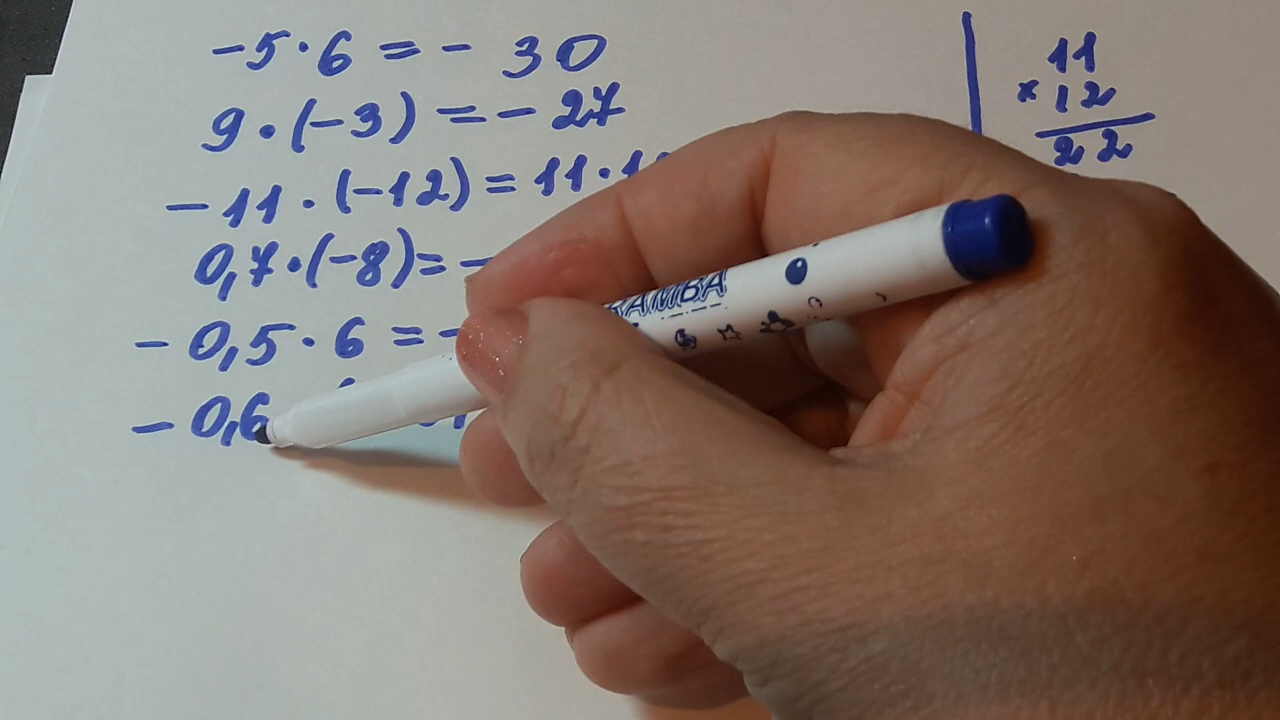 -5·6 = - 30
9·(-3) = - 27
- 11 · (-12) = 11·1
0,7·(-8) = -
- 0,5 · 6 = -
- 0,6
11
× 12
22
RAMBA